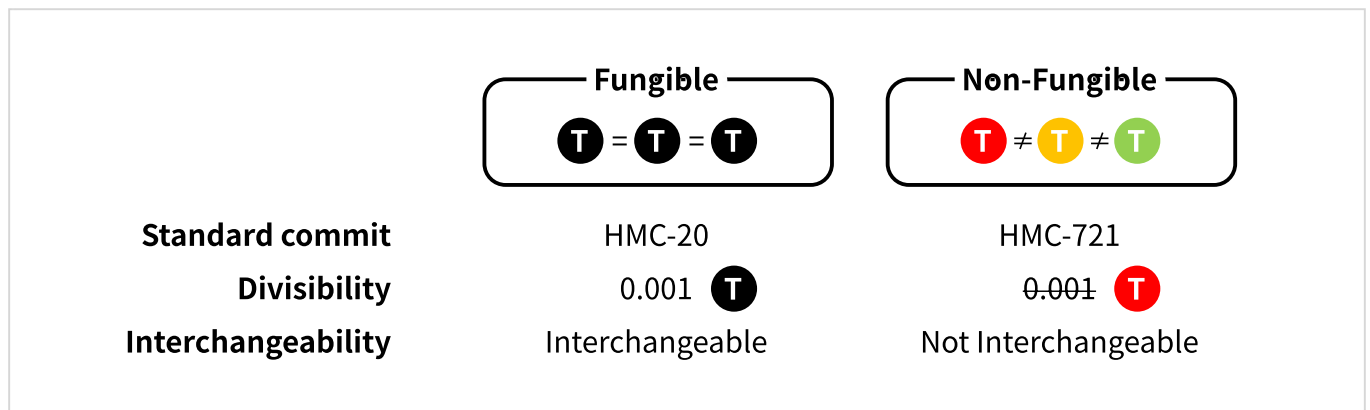 Fungible Non-Fungible
T = T = T T ≠ T ≠ T
Standard commit HMC-20 HMC-721
Divisibility 0.001 T 0.001 T
Interchangeability Interchangeable Not Interchangeable